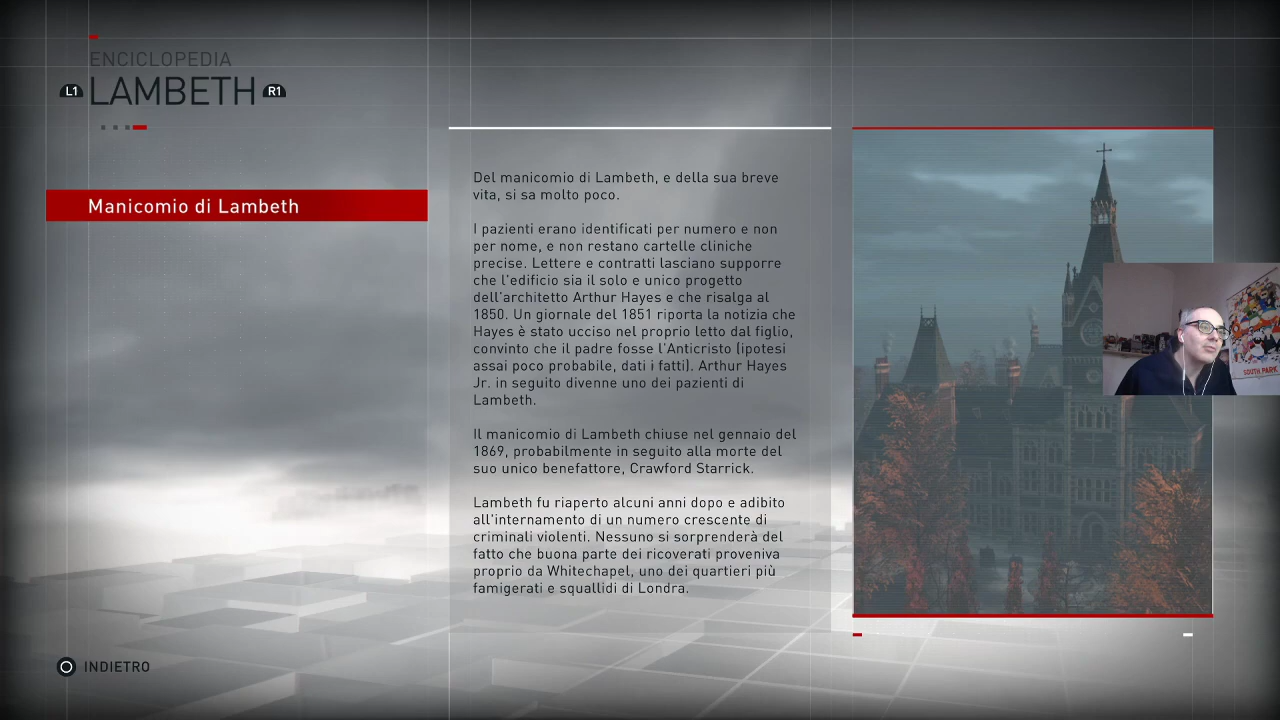 ENCICLOPEDIA
L1 LAMBETH R1
Manicomio di Lambeth
Del manicomio di Lambeth, e della sua breve
vita, si sa molto poco.
I pazienti erano identificati per numero e non
per nome, e non restano cartelle cliniche
precise. Lettere e contratti lasciano supporre
che l'edificio sia il solo e unico progetto
dell'architetto Arthur Hayes e che risalga al
1850. Un giornale del 1851 riporta la notizia che
Hayes è stato ucciso nel proprio letto dal figlio,
convinto che il padre fosse l'Anticristo (ipotesi
assai poco probabile, dati i fatti). Arthur Hayes
Jr. in seguito divenne uno dei pazienti di
Lambeth.
Il manicomio di Lambeth chiuse nel gennaio del
1869, probabilmente in seguito alla morte del
suo unico benefattore, Crawford Starrick.
Lambeth fu riaperto alcuni anni dopo e adibito
all'internamento di un numero crescente di
criminali violenti. Nessuno si sorprenderà del
fatto che buona parte dei ricoverati proveniva
proprio da Whitechapel, uno dei quartieri più
famigerati e squallidi di Londra.
SOUTH PARK
INDIETRO